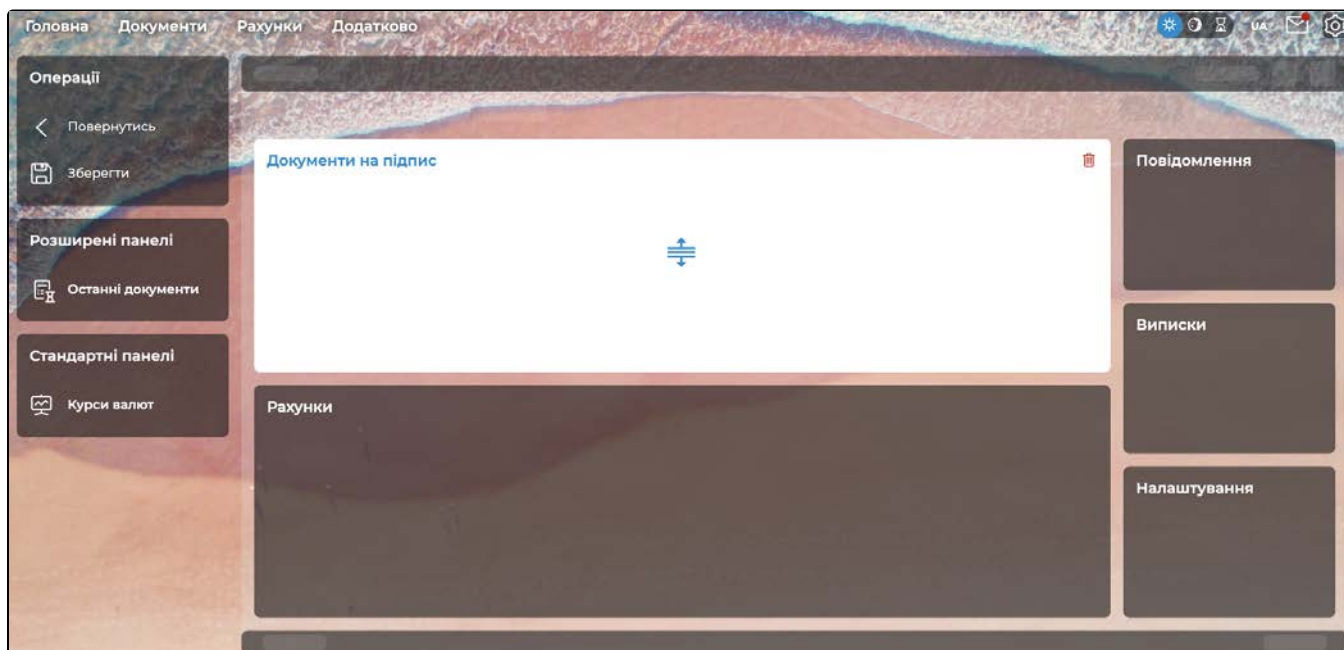 Головна Документи Рахунки Додатково UA
Операції
Повернутись
Зберегти
Розширені панелі
Останні документи
Стандартні панелі
Курси валют
Документи на підпис
Рахунки
Повідомлення
Виписки
Налаштування